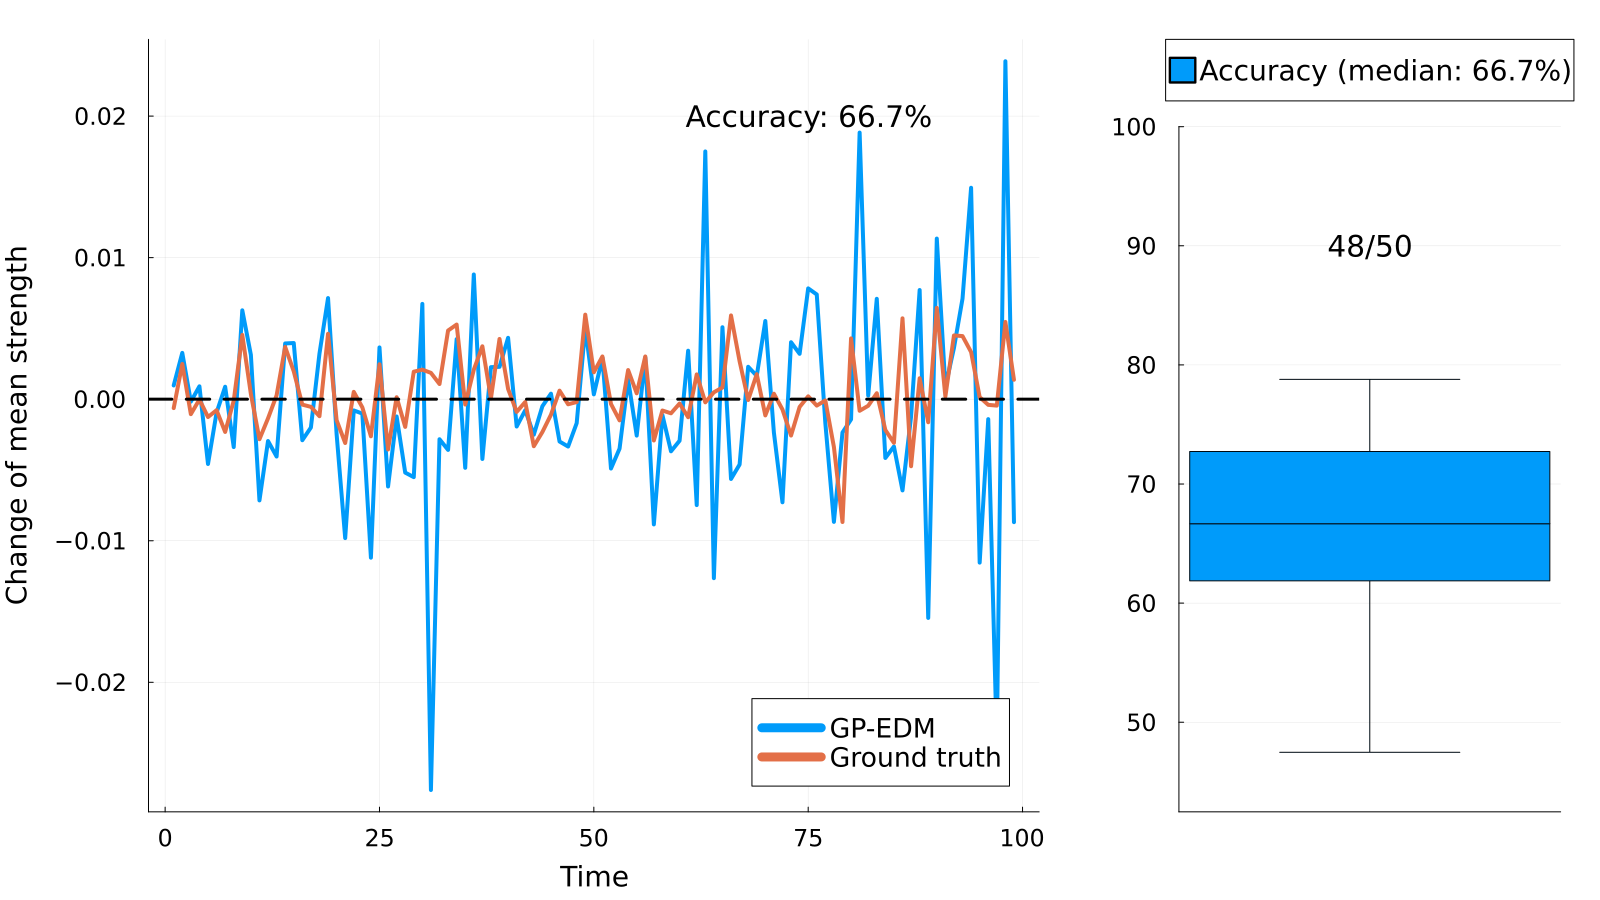 Change of mean strength
0.02
0.01
0.00
−0.01
−0.02
Accuracy: 66.7%
GP-EDM
Ground truth
0
25
50
75
100
Time
Accuracy (median: 66.7%)
100
90
80
70
60
50
48/50